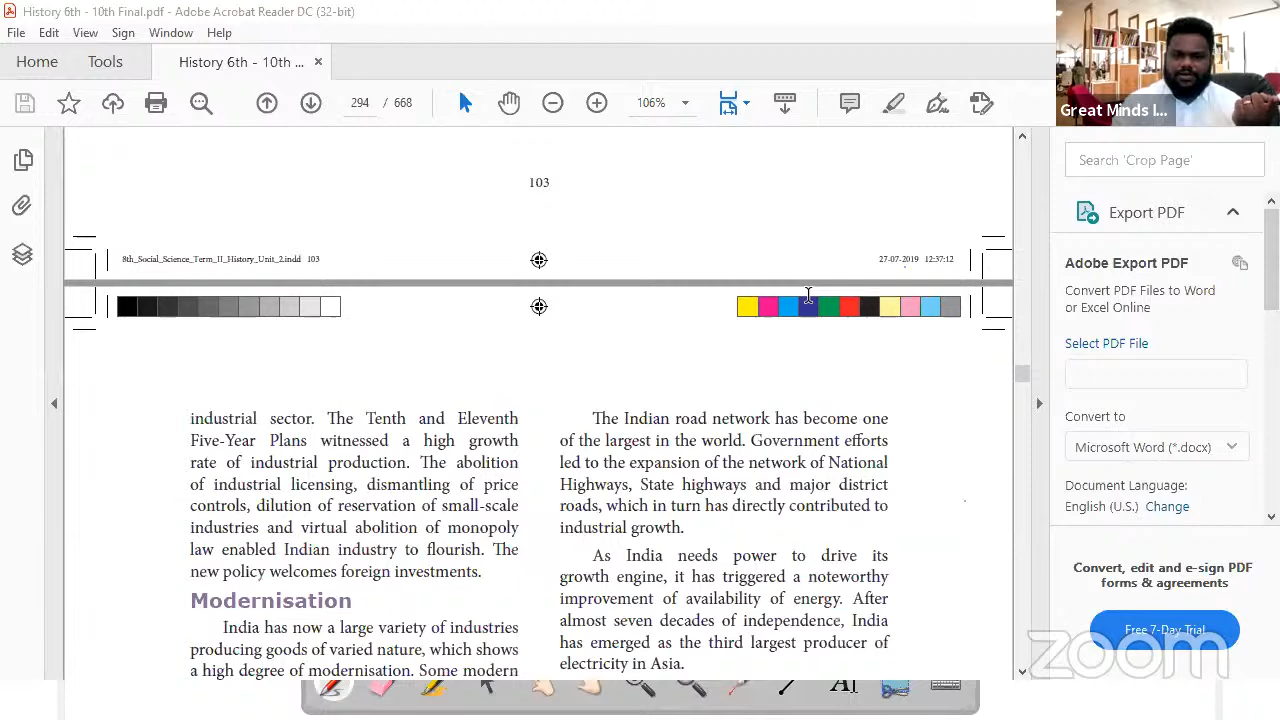 History 6th - 10th Final.pdf - Adobe Acrobat Reader DC (32-bit)
File Edit View Sign Window Help
Home Tools History 6th - 10th ... ×
294 / 668 106%
Great Minds I...
Search 'Crop Page'
Export PDF
Adobe Export PDF
Convert PDF Files to Word
or Excel Online
Select PDF File
Convert to
Microsoft Word (*.docx)
Document Language:
English (U.S.) Change
Convert, edit and e-sign PDF
forms & agreements
Free 7-Day Trial
zoom
103
8th_Social_Science_Term_II_History_Unit_2.indd 103
27-07-2019 12:37:12
industrial sector. The Tenth and Eleventh
Five-Year Plans witnessed a high growth
rate of industrial production. The abolition
of industrial licensing, dismantling of price
controls, dilution of reservation of small-scale
industries and virtual abolition of monopoly
law enabled Indian industry to flourish. The
new policy welcomes foreign investments.
Modernisation
India has now a large variety of industries
producing goods of varied nature, which shows
a high degree of modernisation. Some modern
The Indian road network has become one
of the largest in the world. Government efforts
led to the expansion of the network of National
Highways, State highways and major district
roads, which in turn has directly contributed to
industrial growth.
As India needs power to drive its
growth engine, it has triggered a noteworthy
improvement of availability of energy. After
almost seven decades of independence, India
has emerged as the third largest producer of
electricity in Asia.